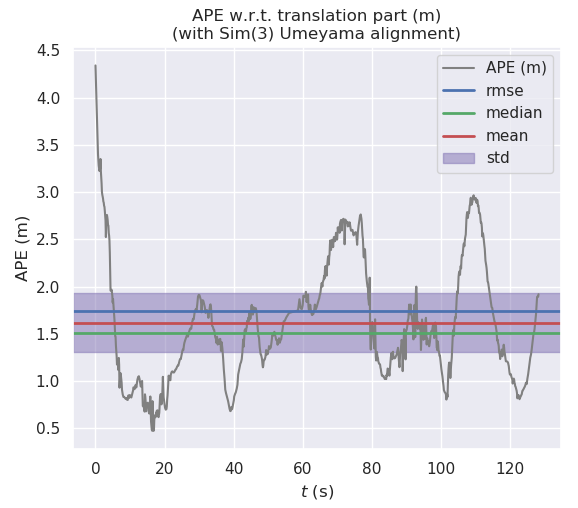 APE w.r.t. translation part (m)
(with Sim(3) Umeyama alignment)
APE (m)
rmse
median
mean
std
APE (m)
4.5
4.0
3.5
3.0
2.5
2.0
1.5
1.0
0.5
0 20 40 60 80 100 120
t (s)